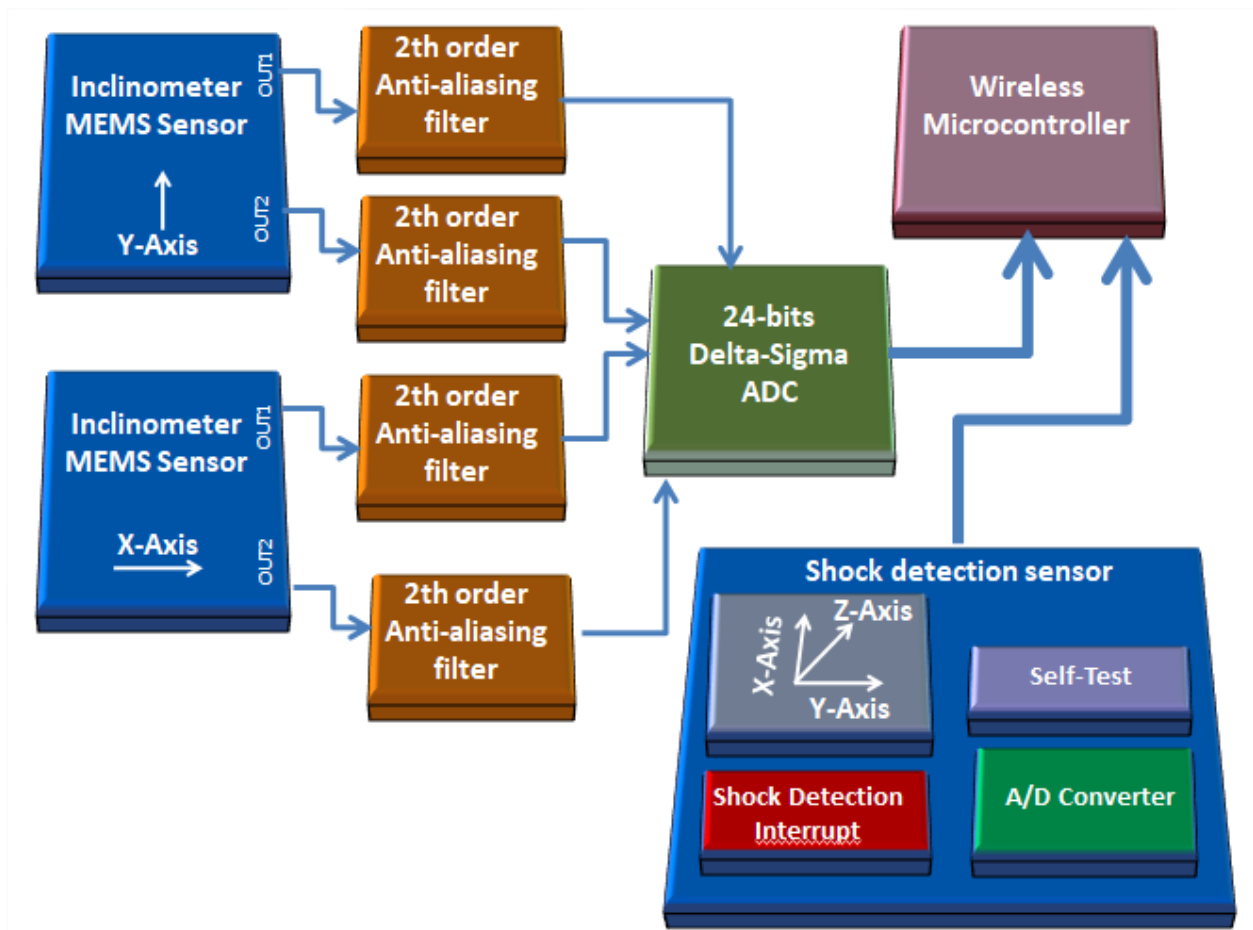 Inclinometer
MEMS Sensor
OUT1
OUT2
Y-Axis
2th order
Anti-aliasing
filter
2th order
Anti-aliasing
filter
Inclinometer
MEMS Sensor
OUT1
OUT2
X-Axis
2th order
Anti-aliasing
filter
2th order
Anti-aliasing
filter
24-bits
Delta-Sigma
ADC
Wireless
Microcontroller
Shock detection sensor
X-Axis
Z-Axis
Y-Axis
Self-Test
Shock Detection
Interrupt
A/D Converter